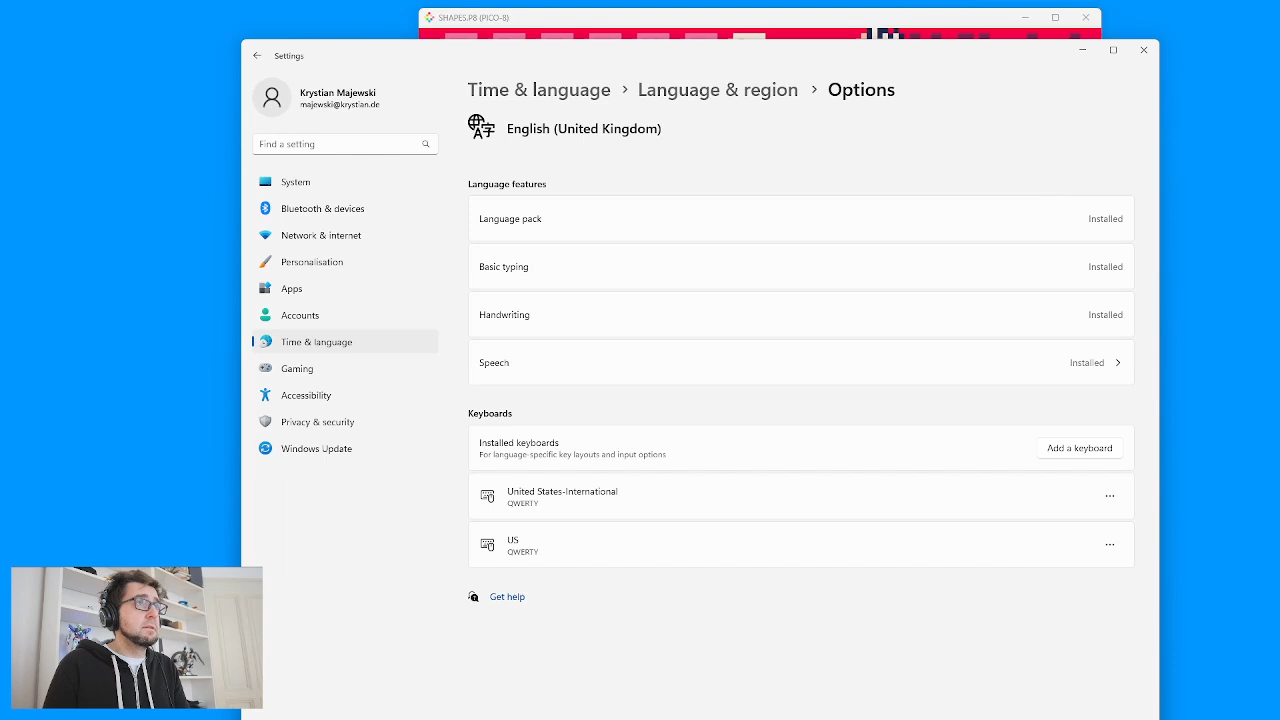 SHAPES.P8 (PICO-8)
Settings
Krystian Majewski
majewski@krystian.de
Find a setting
System
Bluetooth & devices
Network & internet
Personalisation
Apps
Accounts
Time & language
Gaming
Accessibility
Privacy & security
Windows Update
Time & language > Language & region > Options
English (United Kingdom)
Language features
Language pack Installed
Basic typing Installed
Handwriting Installed
Speech Installed
Keyboards
Installed keyboards
For language-specific key layouts and input options
Add a keyboard
United States-International
QWERTY
US
QWERTY
Get help